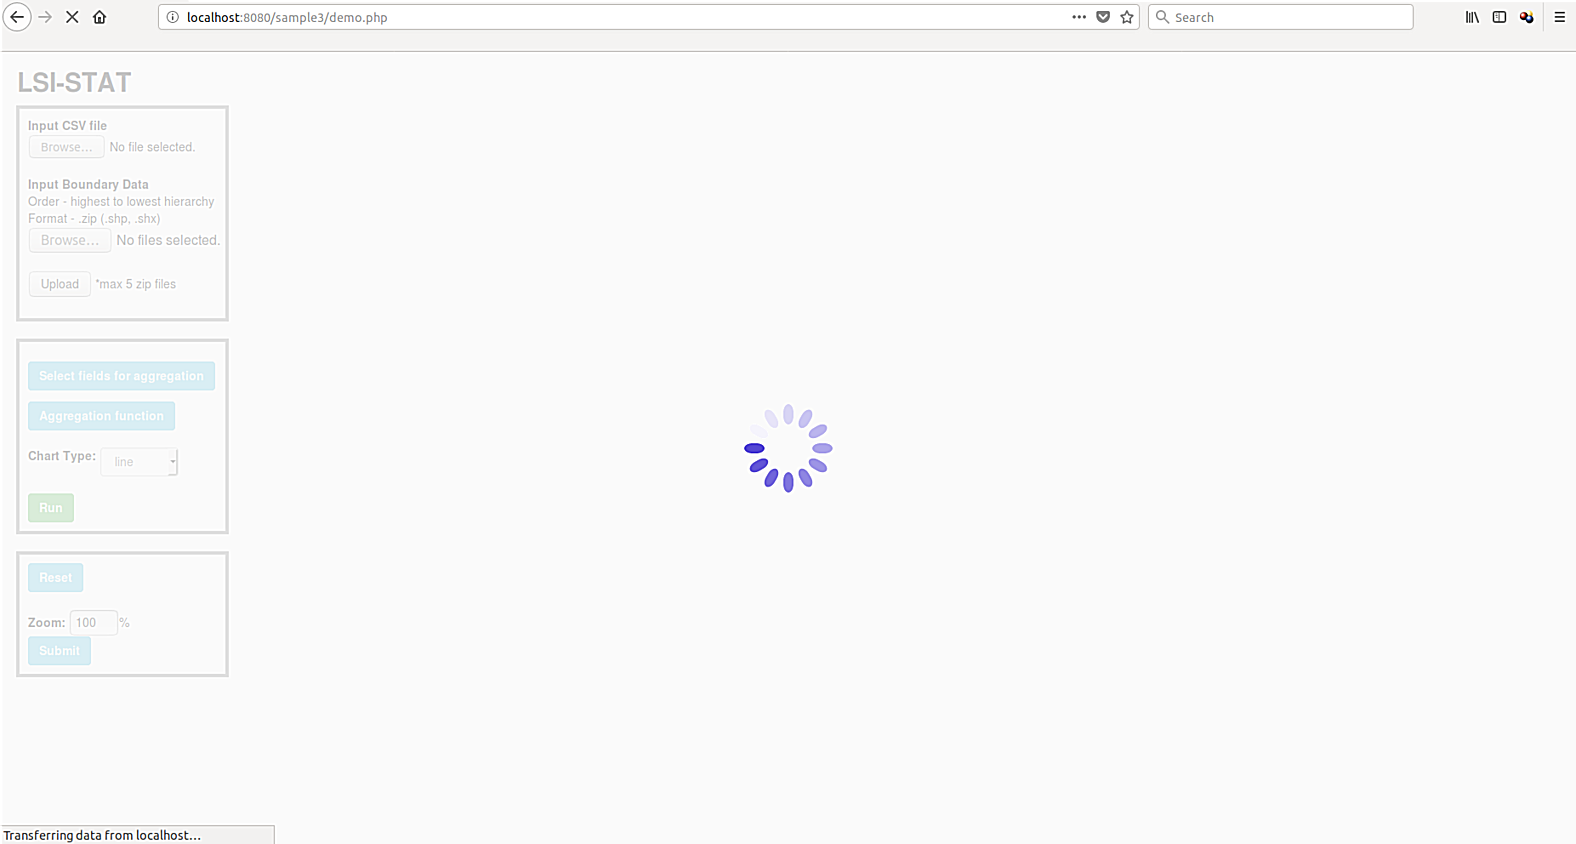 localhost:8080/sample3/demo.php
Search
LSI-STAT
Input CSV file
Browse... No file selected.
Input Boundary Data
Order - highest to lowest hierarchy
Format - .zip (.shp, .shx)
Browse... No files selected.
Upload *max 5 zip files
Select fields for aggregation
Aggregation function
Chart Type: line
Run
Reset
Zoom: 100 %
Submit
Transferring data from localhost...